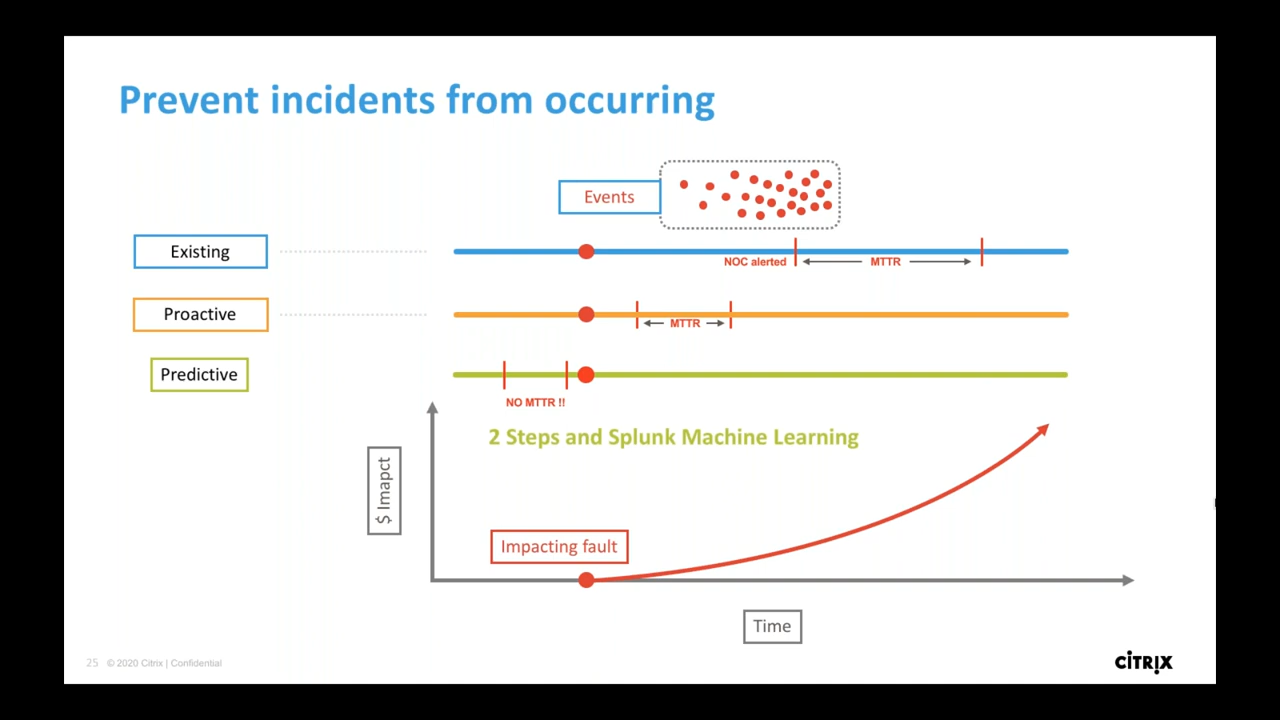 Prevent incidents from occurring
Events
Existing
NOC alerted
MTTR
Proactive
MTTR
Predictive
NO MTTR !!
2 Steps and Splunk Machine Learning
$ Imapct
Impacting fault
Time
25 © 2020 Citrix | Confidential
CITRIX